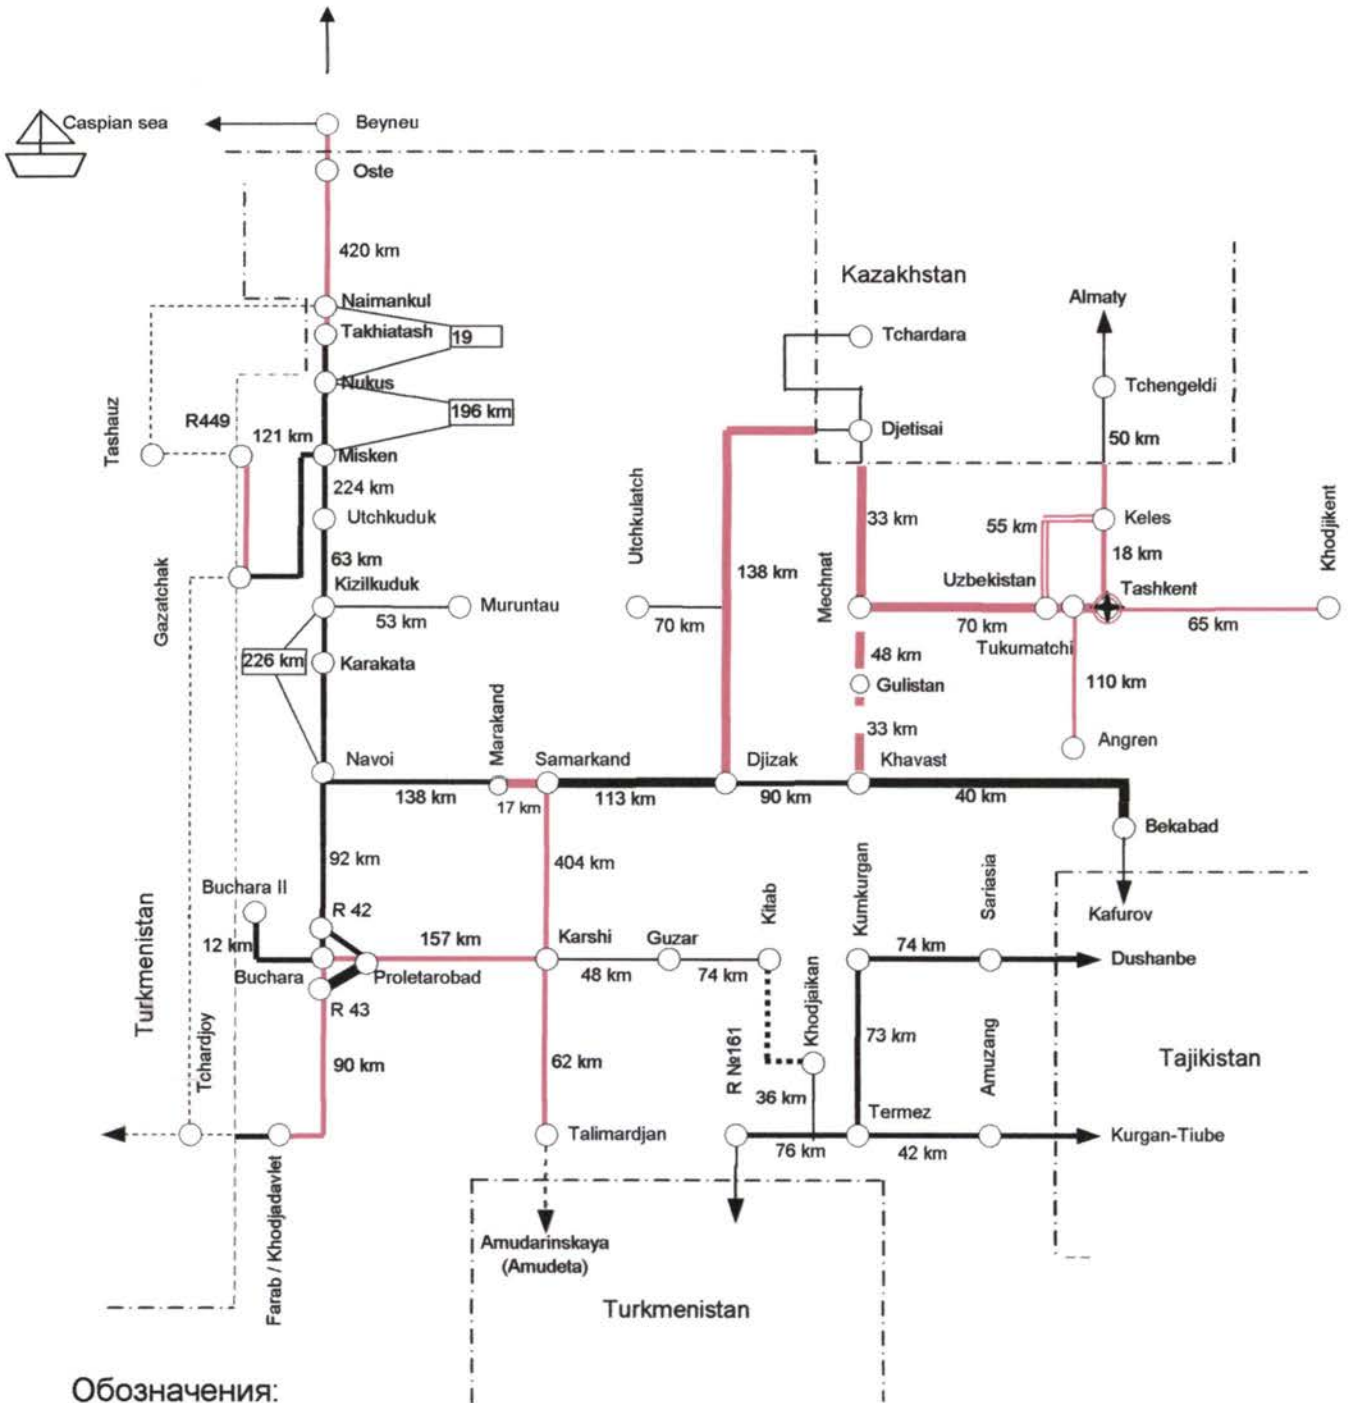 Caspian sea
Beyneu
Oste
420 km
Kazakhstan
Almaty
Naimankul
Takhiatash
19
Tchardara
Tchengeldi
Nukus
196 km
Tashauz
R449
121 km
Misken
Djetisai
50 km
224 km
Utchkuduk
Utchkulatch
33 km
55 km
Keles
Khodjikent
63 km
138 km
18 km
Kizilkuduk
Mechnat
Uzbekistan
Tashkent
Gazatchak
53 km
Muruntau
70 km
70 km
65 km
Tukumatchi
226 km
Karakata
48 km
Gulistan
110 km
Marakand
33 km
Angren
Navoi
Samarkand
Djizak
Khavast
138 km
17 km
113 km
90 km
40 km
Bekabad
92 km
404 km
Buchara II
Kitab
Kumkurgan
Sariasia
R 42
Kafurov
12 km
157 km
Karshi
Guzar
74 km
Dushanbe
Buchara
Proletarobad
48 km
74 km
R 43
Turkmenistan
Tchardjoy
Khodjaikan
R №161
73 km
Amuzang
90 km
62 km
Tajikistan
36 km
Termez
Talimardjan
76 km
42 km
Kurgan-Tiube
Farab / Khodjadavlet
Amudarinskaya
(Amudeta)
Turkmenistan
Обозначения: